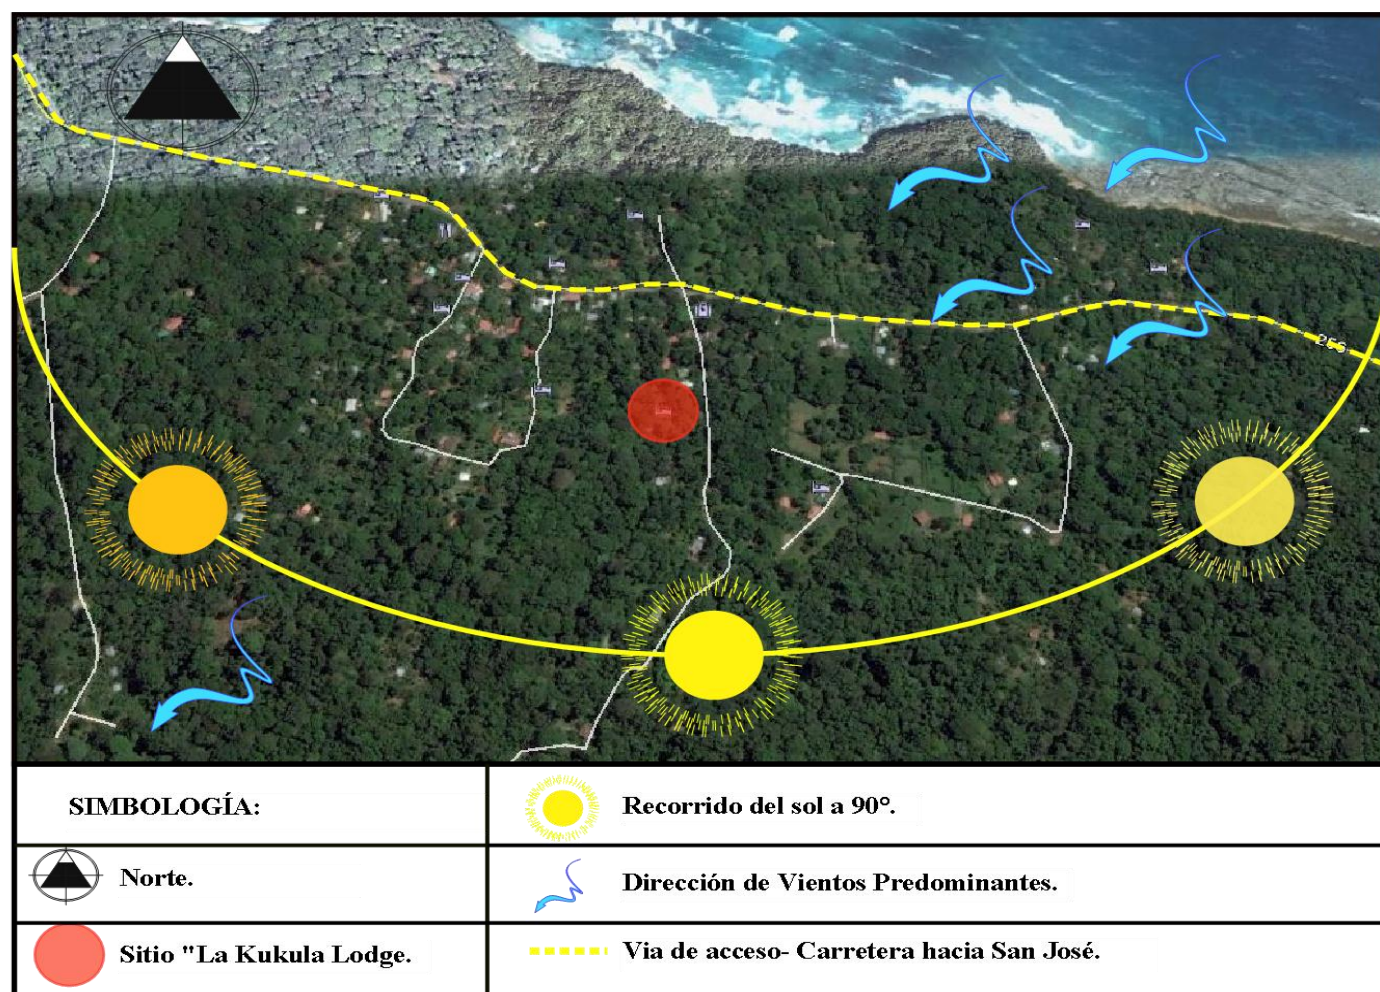 256
SIMBOLOGÍA:
Recorrido del sol a 90°.
Norte.
Dirección de Vientos Predominantes.
Sitio "La Kukula Lodge.
Via de acceso- Carretera hacia San José.